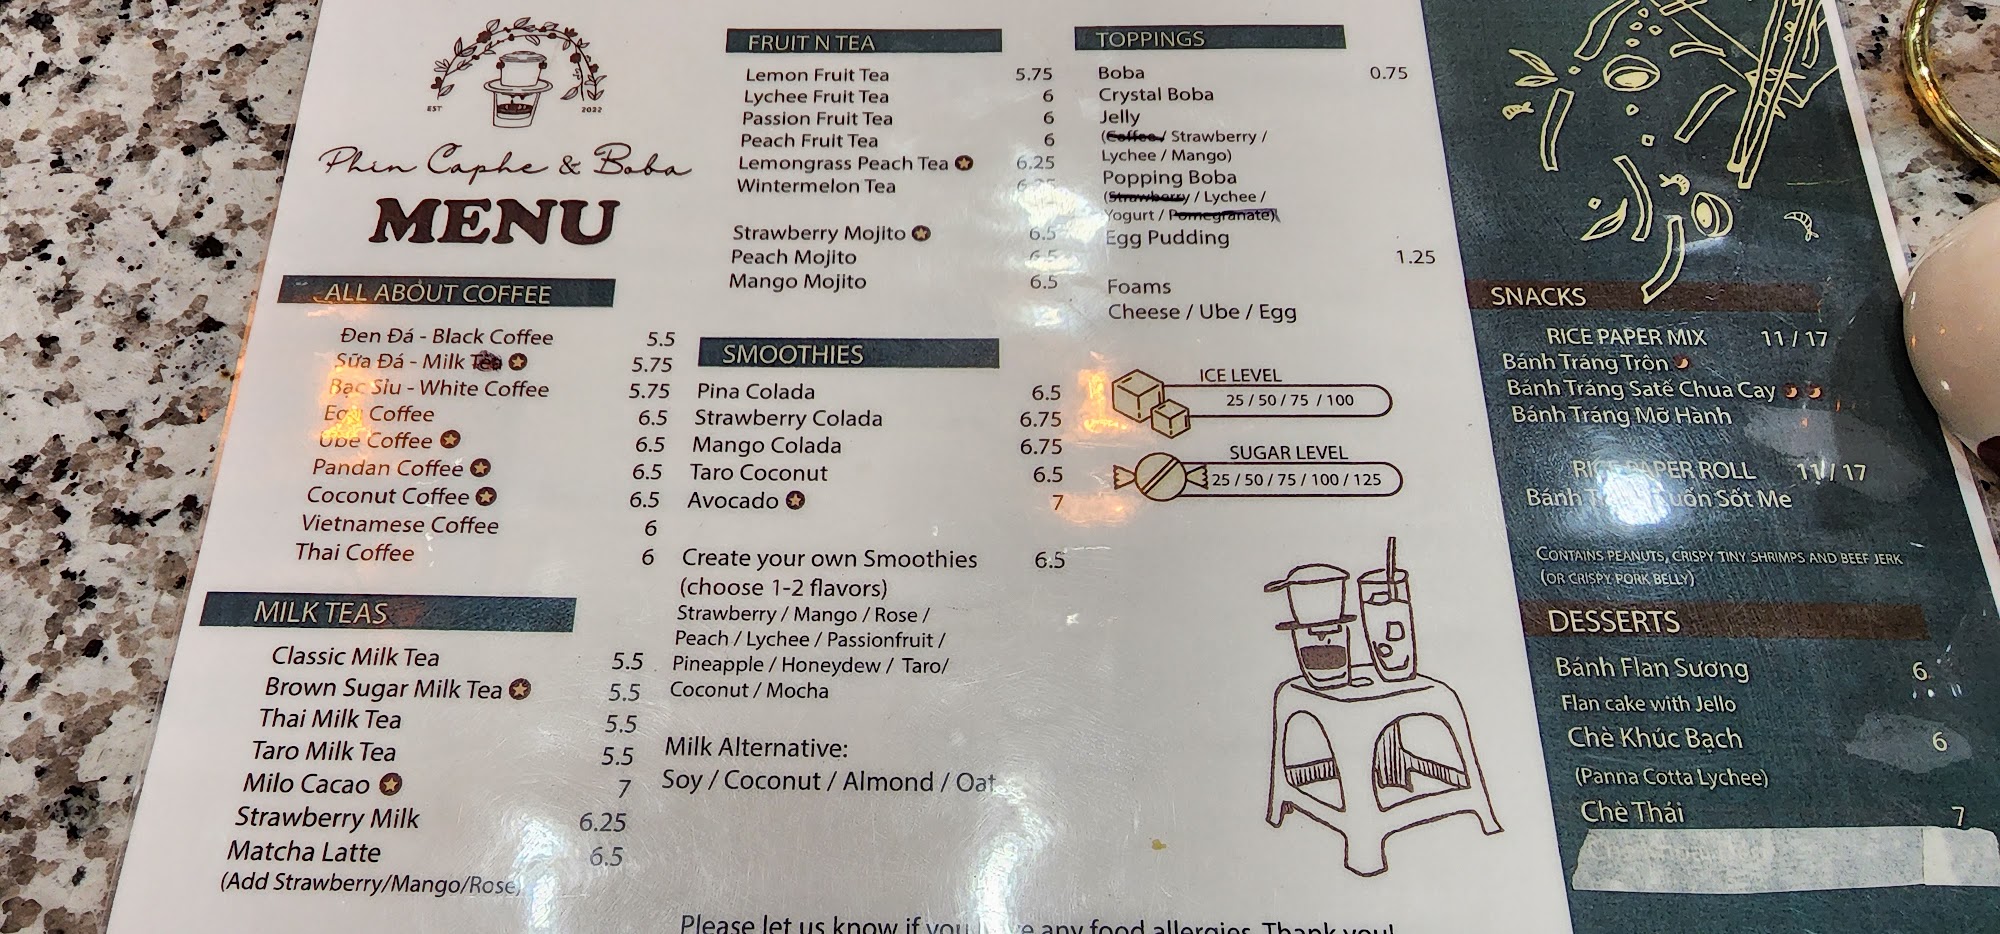 EST
2022
Phin Caphe & Boba
MENU
ALL ABOUT COFFEE
Đen Đá - Black Coffee 5.5
Sữa Đá - Milk 5.75
Bạc Sỉu - White Coffee 5.75
Egg Coffee 6.5
Ube Coffee 6.5
Pandan Coffee 6.5
Coconut Coffee 6.5
Vietnamese Coffee 6
Thai Coffee 6
MILK TEAS
Classic Milk Tea 5.5
Brown Sugar Milk Tea 5.5
Thai Milk Tea 5.5
Taro Milk Tea 5.5
Milo Cacao 7
Strawberry Milk 6.25
Matcha Latte 6.5
(Add Strawberry/Mango/Rose)
FRUIT N TEA
Lemon Fruit Tea 5.75
Lychee Fruit Tea 6
Passion Fruit Tea 6
Peach Fruit Tea 6
Lemongrass Peach Tea 6.25
Wintermelon Tea 6.25
Strawberry Mojito 6.5
Peach Mojito 6.5
Mango Mojito 6.5
SMOOTHIES
Pina Colada 6.5
Strawberry Colada 6.75
Mango Colada 6.75
Taro Coconut 6.5
Avocado 7
Create your own Smoothies 6.5
(choose 1-2 flavors)
Strawberry / Mango / Rose /
Peach / Lychee / Passionfruit /
Pineapple / Honeydew / Taro/
Coconut / Mocha
Milk Alternative:
Soy / Coconut / Almond / Oat
TOPPINGS
Boba 0.75
Crystal Boba
Jelly
(Coffee / Strawberry /
Lychee / Mango)
Popping Boba
(Strawberry / Lychee /
Yogurt / Pomegranate)
Egg Pudding
1.25
Foams
Cheese / Ube / Egg
ICE LEVEL
25 / 50 / 75 / 100
SUGAR LEVEL
25 / 50 / 75 / 100 / 125
SNACKS
RICE PAPER MIX 11 / 17
Bánh Tráng Trộn
Bánh Tráng Satế Chua Cay
Bánh Tráng Mỡ Hành
RICE PAPER ROLL 11 / 17
Bánh Sốt Me
CONTAINS PEANUTS, CRISPY TINY SHRIMPS AND BEEF JERK
(OR CRISPY PORK BELLY)
DESSERTS
Bánh Flan Sương 6
Flan cake with Jello
Chè Khúc Bạch 6
(Panna Cotta Lychee)
Chè Thái 7
Please let us know if you any food allergies. Thank you!